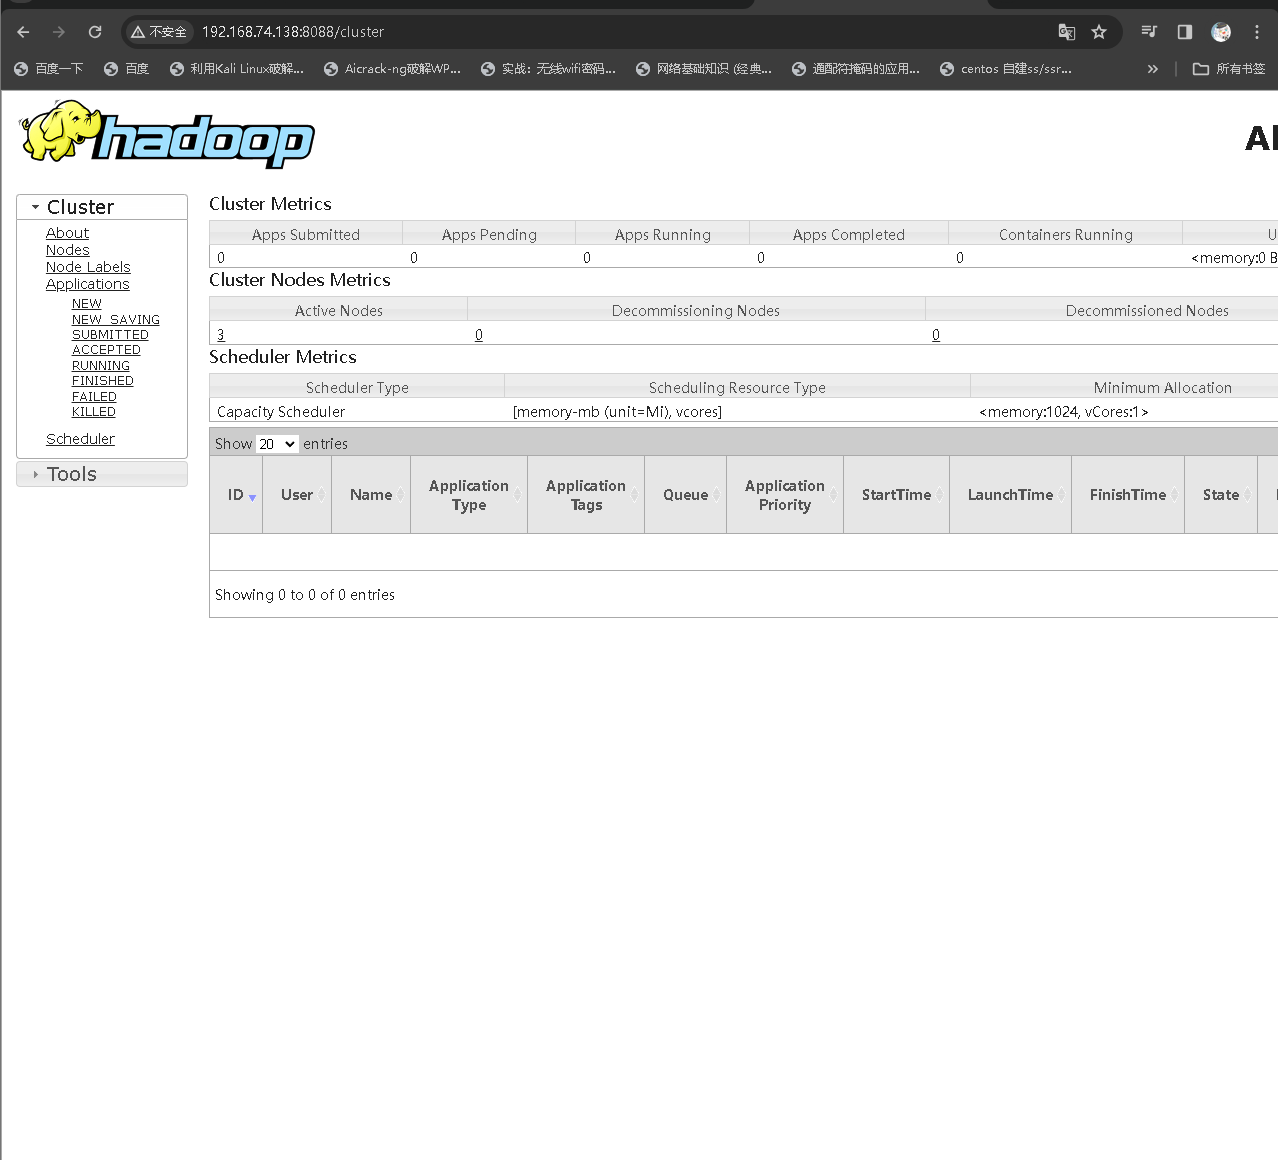 不安全 192.168.74.138:8088/cluster
百度一下 百度 利用Kali Linux破解... Aicrack-ng破解WP... 实战：无线wifi密码... 网络基础知识 (经典... 通配符掩码的应用... centos 自建ss/ssr... » 所有书签
hadoop
Cluster
About
Nodes
Node Labels
Applications
NEW
NEW_SAVING
SUBMITTED
ACCEPTED
RUNNING
FINISHED
FAILED
KILLED
Scheduler
Tools
Cluster Metrics
Apps Submitted Apps Pending Apps Running Apps Completed Containers Running
0 0 0 0 0 <memory:0 B
Cluster Nodes Metrics
Active Nodes Decommissioning Nodes Decommissioned Nodes
3 0 0
Scheduler Metrics
Scheduler Type Scheduling Resource Type Minimum Allocation
Capacity Scheduler [memory-mb (unit=Mi), vcores] <memory:1024, vCores:1>
Show 20 entries
ID User Name Application Type Application Tags Queue Application Priority StartTime LaunchTime FinishTime State
Showing 0 to 0 of 0 entries